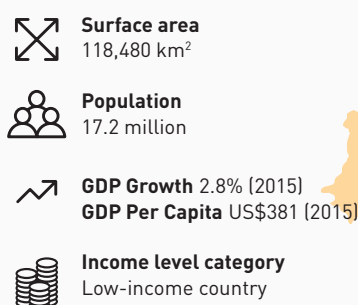 Surface area
118,480 km²
Population
17.2 million
GDP Growth 2.8% (2015)
GDP Per Capita US$381 (2015)
Income level category
Low-income country